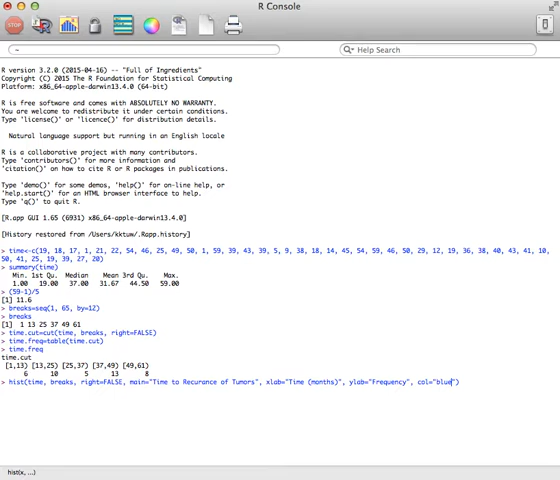 R Console
STOP
~
Help Search
R version 3.2.0 (2015-04-16) -- "Full of Ingredients"
Copyright (C) 2015 The R Foundation for Statistical Computing
Platform: x86_64-apple-darwin13.4.0 (64-bit)
R is free software and comes with ABSOLUTELY NO WARRANTY.
You are welcome to redistribute it under certain conditions.
Type 'license()' or 'licence()' for distribution details.
Natural language support but running in an English locale
R is a collaborative project with many contributors.
Type 'contributors()' for more information and
'citation()' on how to cite R or R packages in publications.
Type 'demo()' for some demos, 'help()' for on-line help, or
'help.start()' for an HTML browser interface to help.
Type 'q()' to quit R.
[R.app GUI 1.65 (6931) x86_64-apple-darwin13.4.0]
[History restored from /Users/kktuw/.Rapp.history]
> time<-c(19, 18, 17, 1, 21, 22, 54, 46, 25, 49, 50, 1, 59, 39, 43, 39, 5, 9, 38, 18, 14, 45, 54, 59, 46, 50, 29, 12, 19, 36, 38, 40, 43, 41, 10,
50, 41, 25, 19, 39, 27, 20)
> summary(time)
Min. 1st Qu. Median Mean 3rd Qu. Max.
1.00 19.00 37.00 31.67 44.50 59.00
> (59-1)/5
[1] 11.6
> breaks=seq(1, 65, by=12)
> breaks
[1] 1 13 25 37 49 61
> time.cut=cut(time, breaks, right=FALSE)
> time.freq=table(time.cut)
> time.freq
time.cut
[1,13) [13,25) [25,37) [37,49) [49,61)
6 10 5 13 8
> hist(time, breaks, right=FALSE, main="Time to Recurance of Tumors", xlab="Time (months)", ylab="Frequency", col="blue")
hist(x, ...)